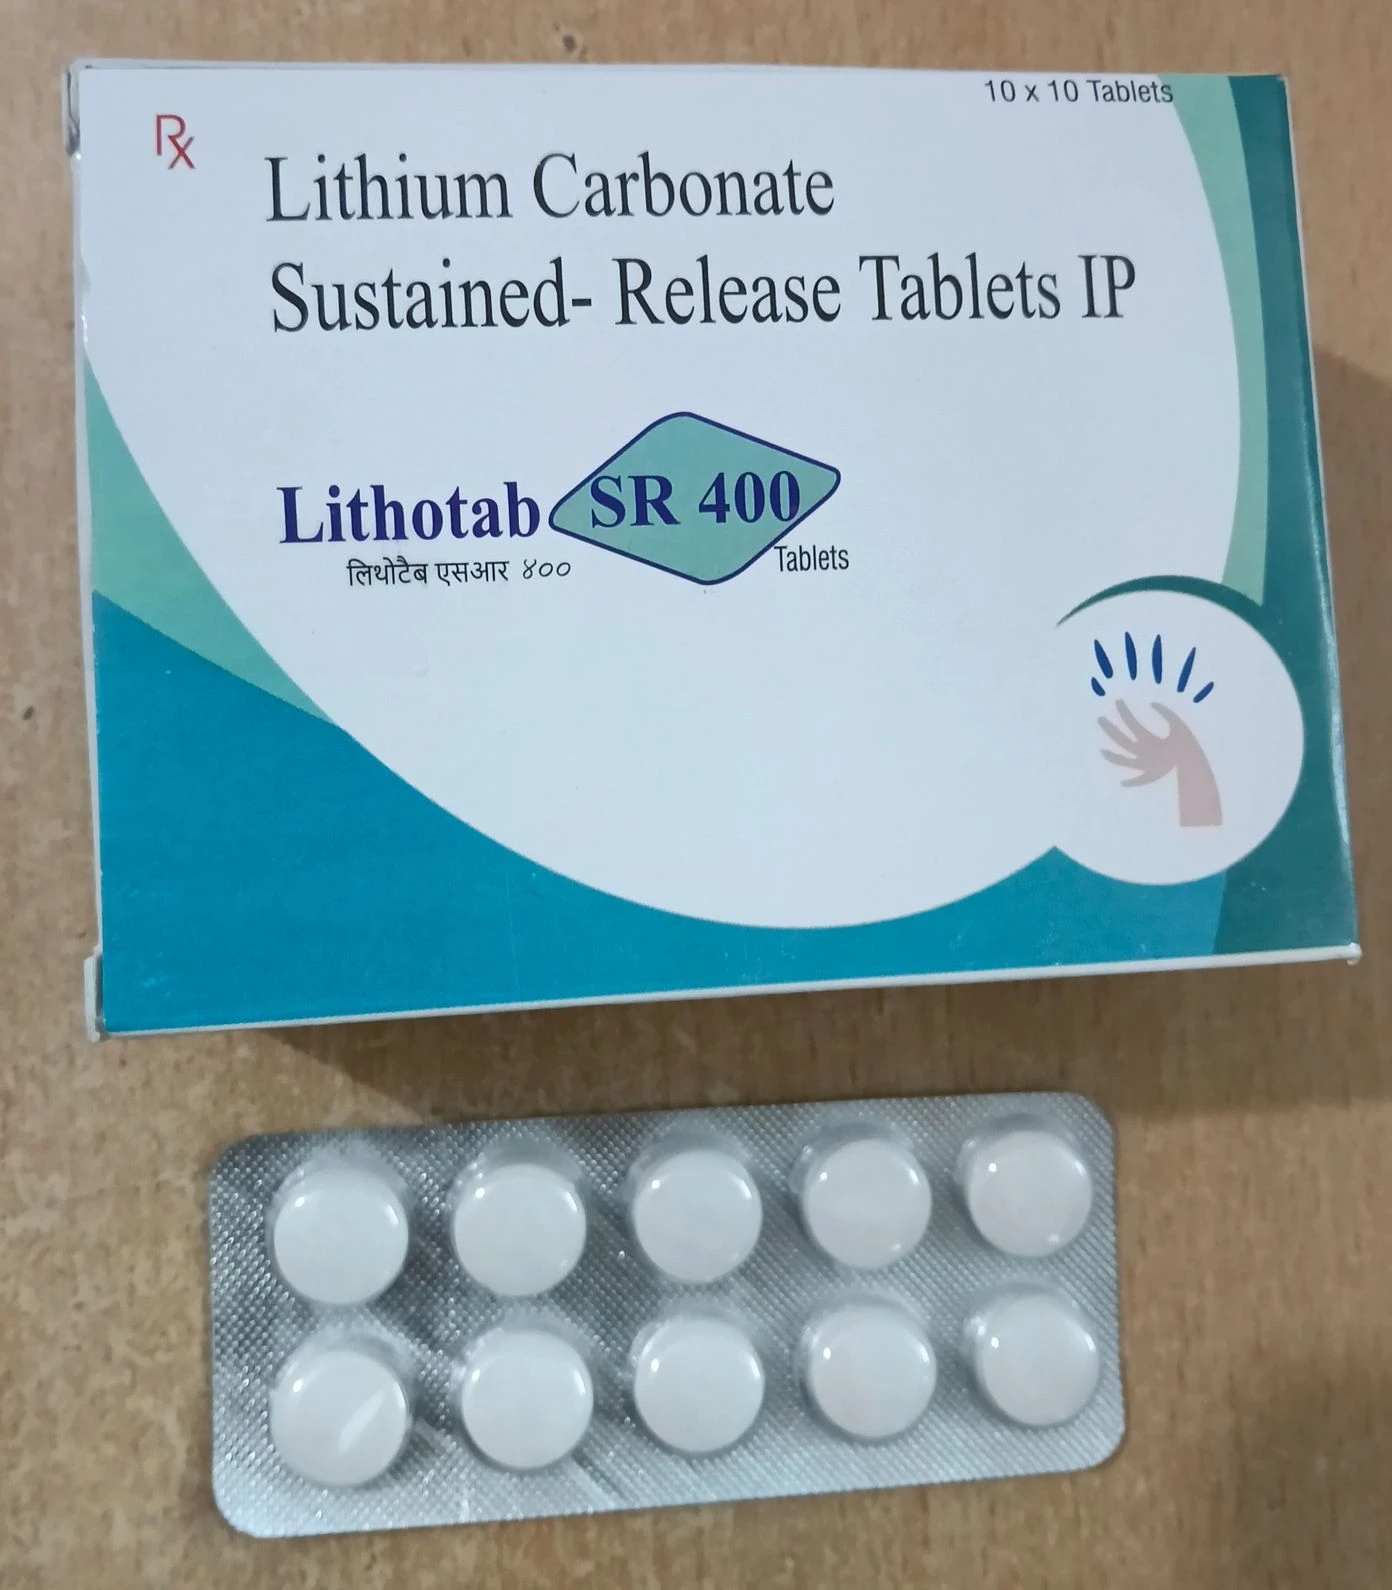 10 x 10 Tablets
Rx
Lithium Carbonate
Sustained- Release Tablets IP
Lithotab SR 400
लिथोटैब एसआर ४००
Tablets